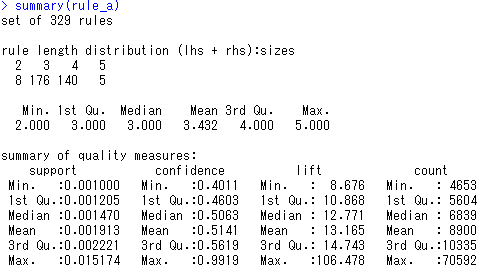 > summary(rule_a)
set of 329 rules
rule length distribution (lhs + rhs):sizes
2 3 4 5
8 176 140 5
Min. 1st Qu. Median Mean 3rd Qu. Max.
2.000 3.000 3.000 3.432 4.000 5.000
summary of quality measures:
support confidence lift count
Min. :0.001000 Min. :0.4011 Min. : 8.676 Min. : 4653
1st Qu.:0.001205 1st Qu.:0.4603 1st Qu.: 10.868 1st Qu.: 5604
Median :0.001470 Median :0.5063 Median : 12.771 Median : 6839
Mean :0.001913 Mean :0.5141 Mean : 13.165 Mean : 8900
3rd Qu.:0.002221 3rd Qu.:0.5619 3rd Qu.: 14.743 3rd Qu.:10335
Max. :0.015174 Max. :0.9919 Max. :106.478 Max. :70592